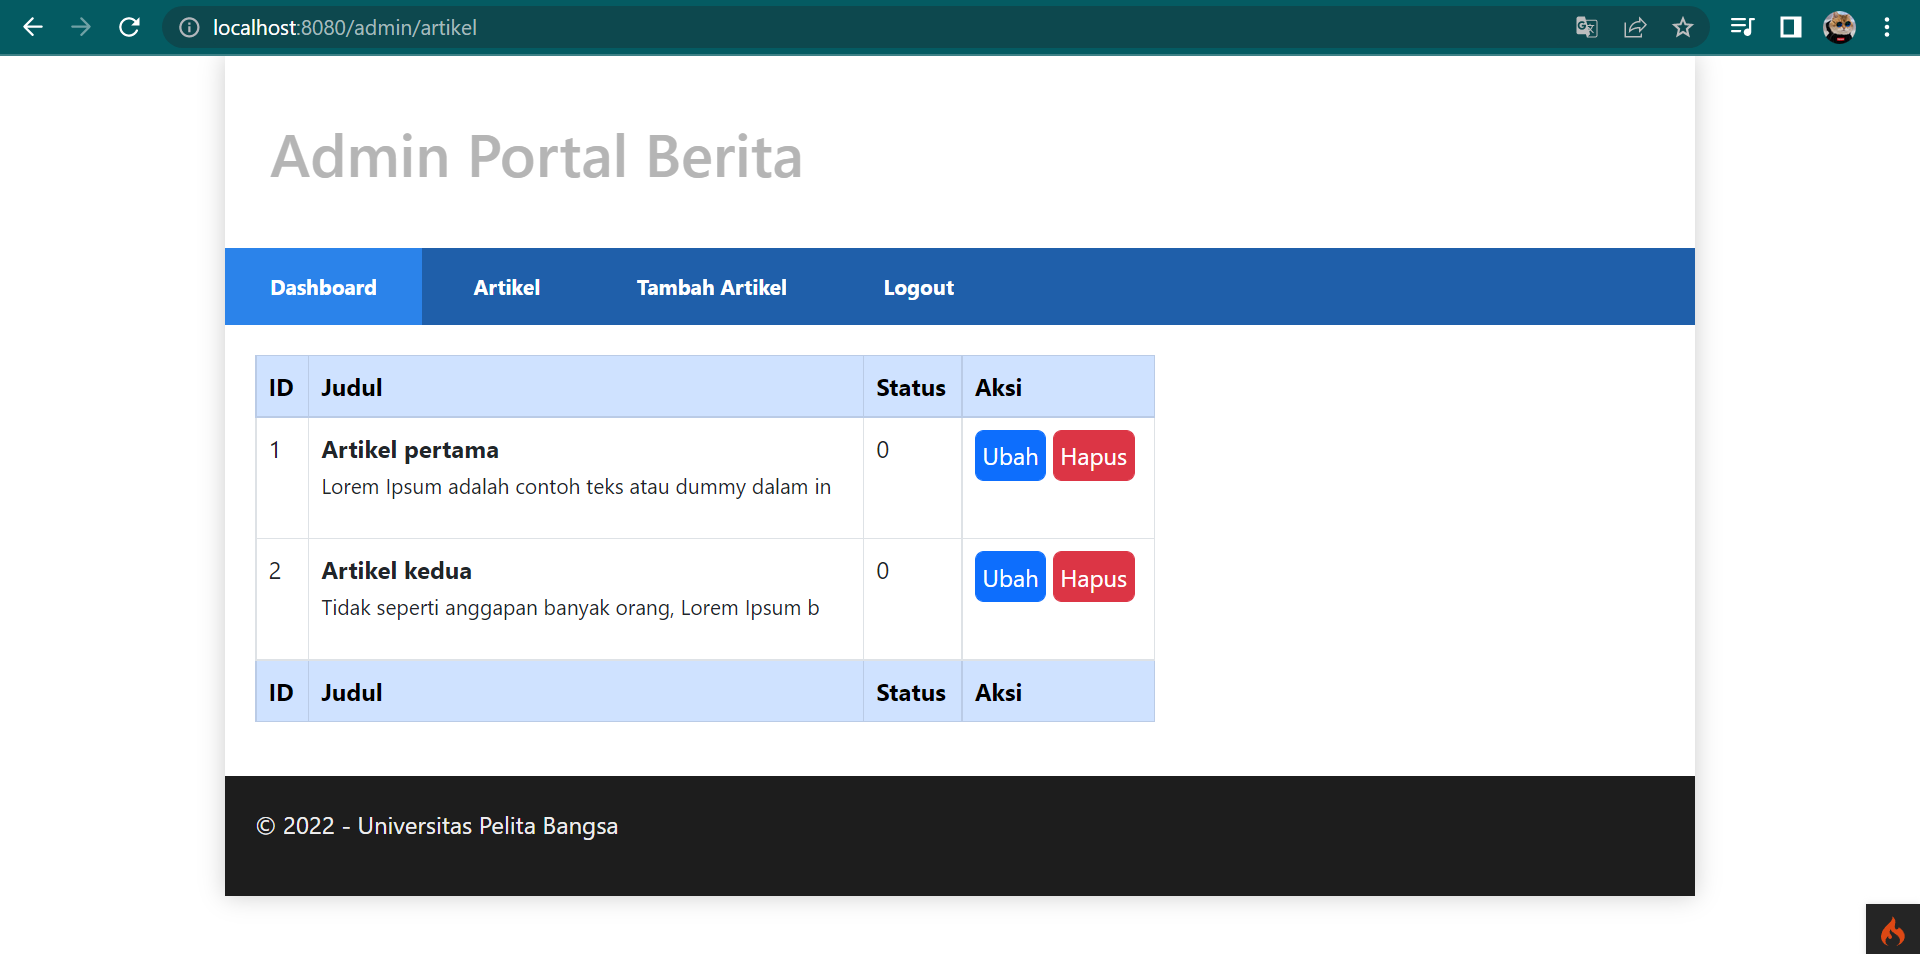 localhost:8080/admin/artikel
Admin Portal Berita
Dashboard Artikel Tambah Artikel Logout
ID Judul Status Aksi
1 Artikel pertama 0 Ubah Hapus
Lorem Ipsum adalah contoh teks atau dummy dalam in
2 Artikel kedua 0 Ubah Hapus
Tidak seperti anggapan banyak orang, Lorem Ipsum b
ID Judul Status Aksi
© 2022 - Universitas Pelita Bangsa